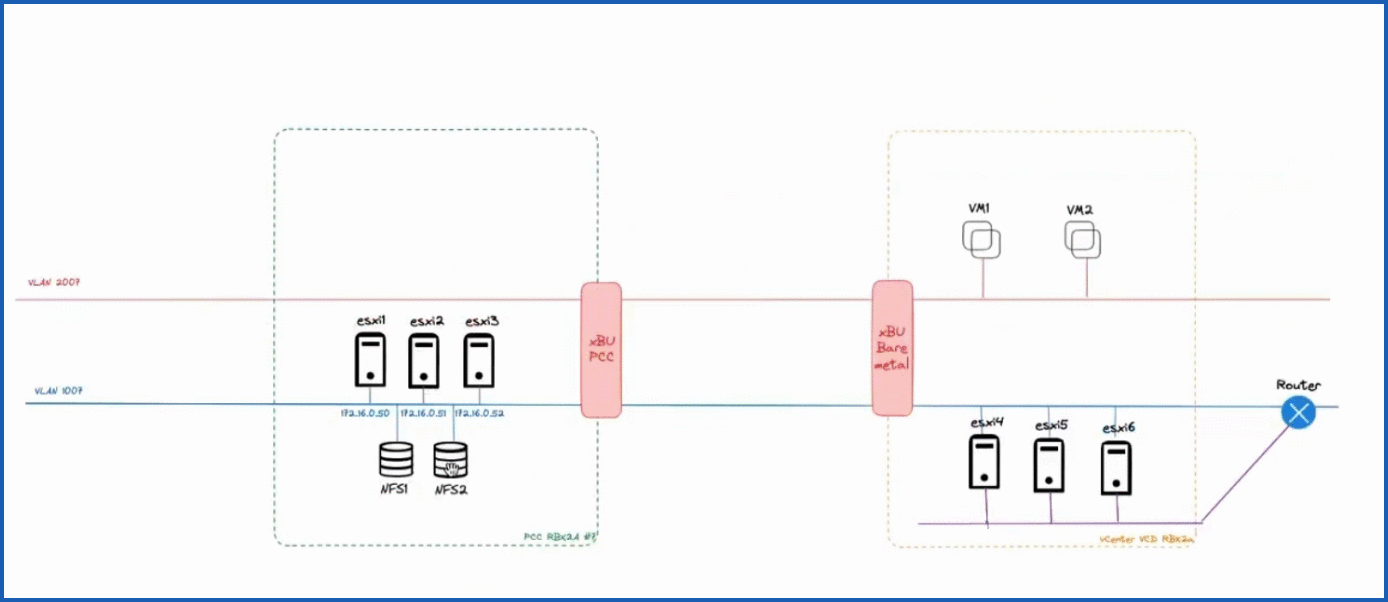 VM1
VM2
VLAN 2007
esxi1
esxi2
esxi3
xBU
PCC
xBU
Bare
metal
VLAN 1007
Router
172.16.0.50
172.16.0.51
172.16.0.52
esxi4
esxi5
esxi6
NFS1
NFS2
PCC RBX2A #7
vCenter VCD RBX2a